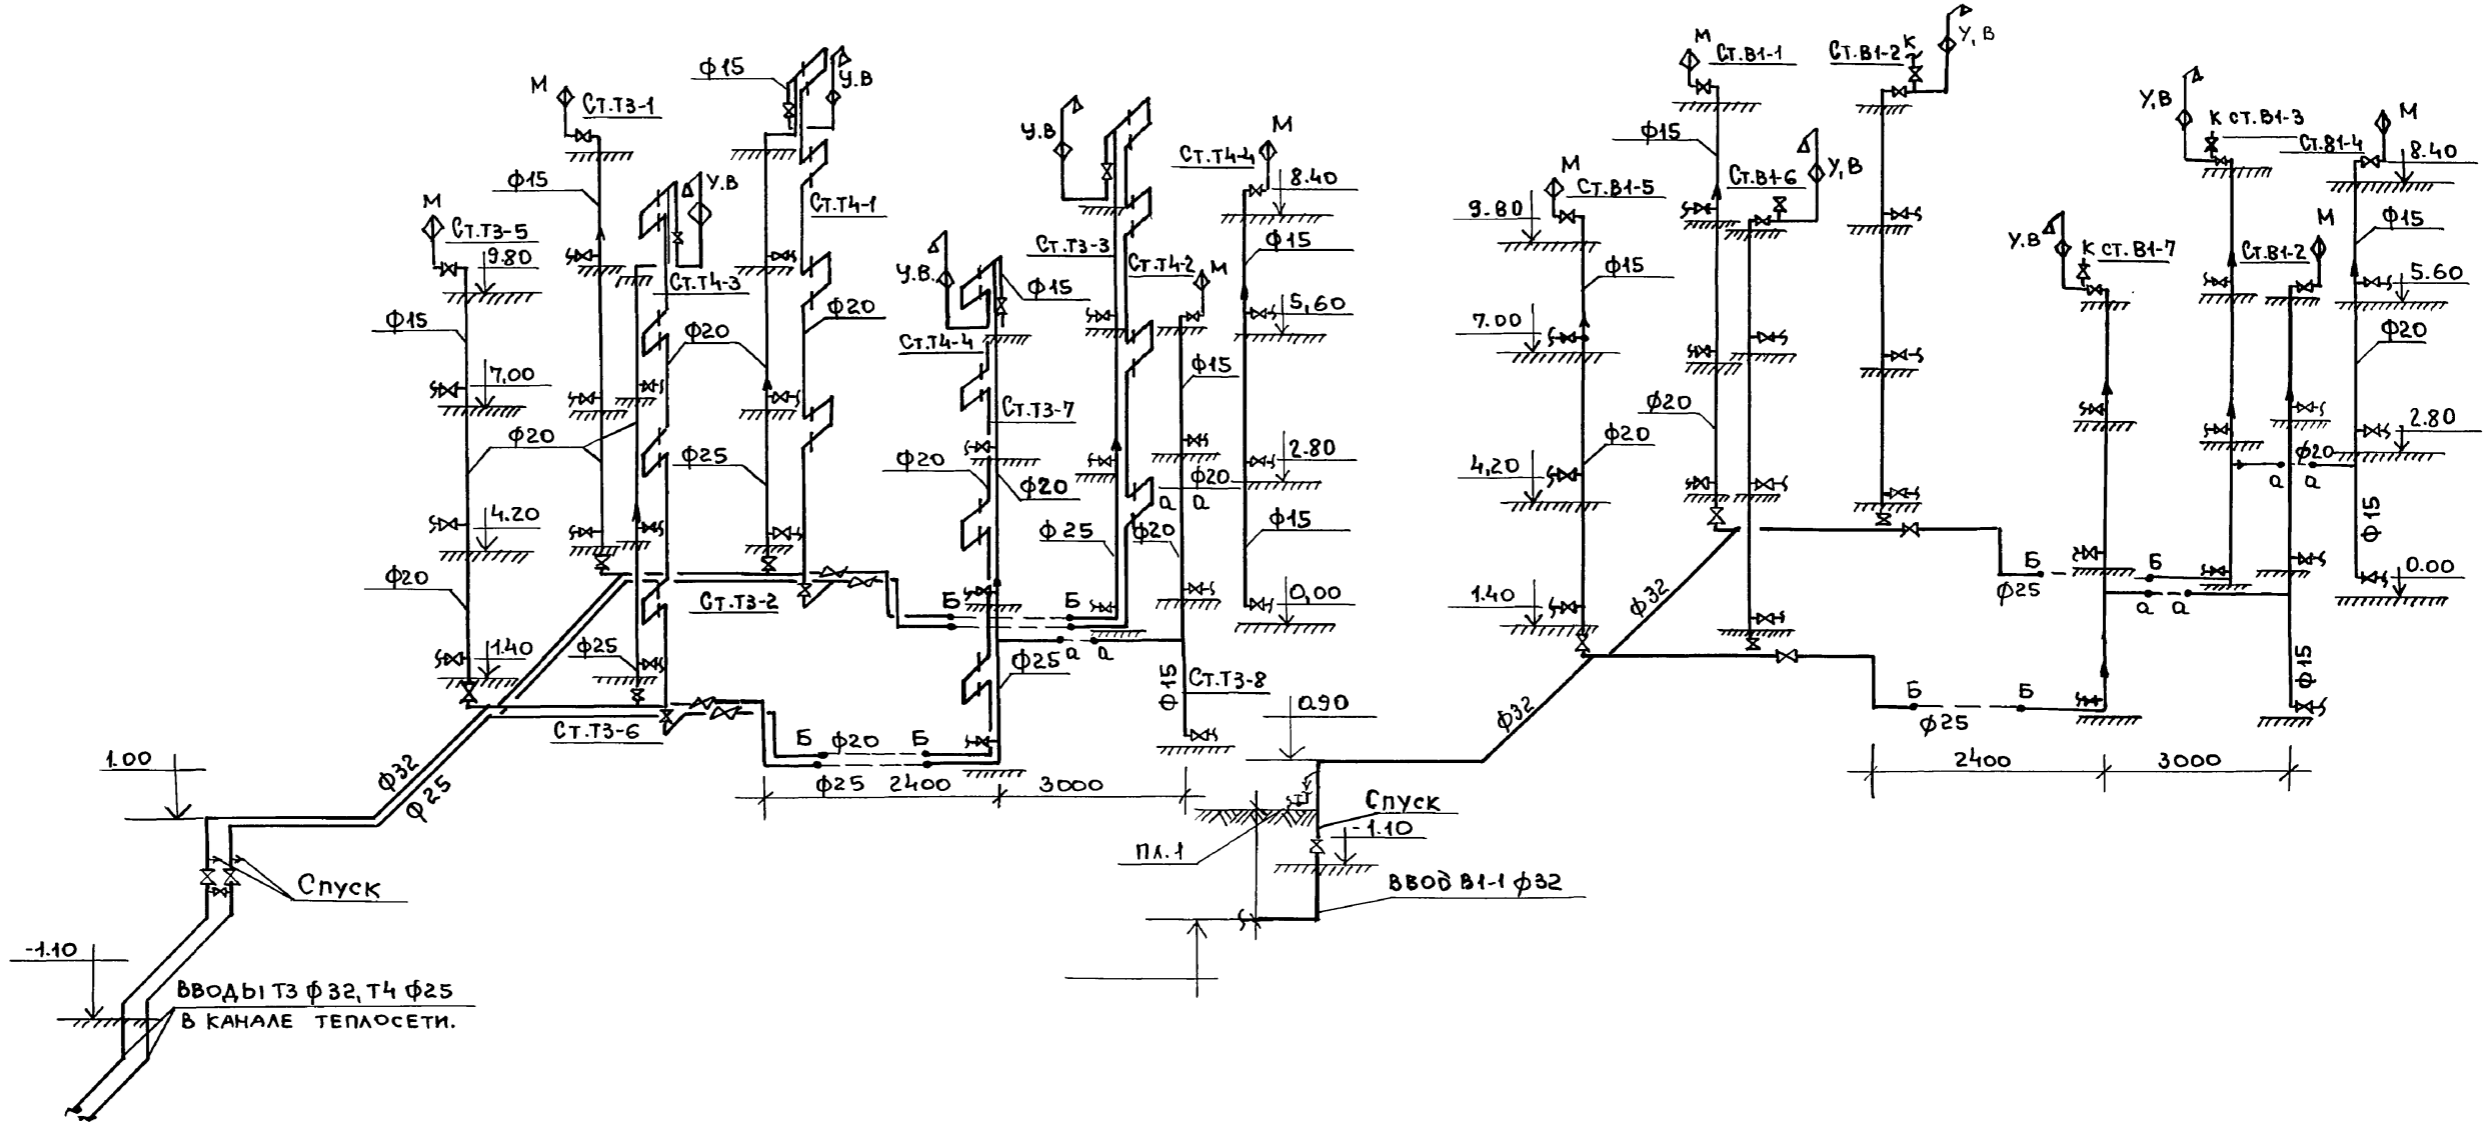 М
Ст.Т3-1
ф15
У.В
ф15
М
Ст.Т3-5
9.80
У.В
Ст.Т4-3
Ст.Т4-1
ф15
7,00
ф20
ф20
ф20
ф25
4.20
ф20
ф25
1.40
Ст.Т3-2
Ст.Т3-6
У.В
У.В.
ф15
Ст.Т4-4
Ст.Т3-7
ф20
ф20
Ст.Т3-3
Ст.Т4-2
М
ф15
ф20
а а
ф25
ф20
Б Б
а а
ф25
ф15
Ст.Т3-8
Б ф20 Б
ф25 2400 3000
Ст.Т4-4
М
8.40
ф15
5,60
2.80
ф15
0,00
1.00
ф32
ф25
Спуск
-1.10
ВВОДЫ Т3 ф32, Т4 ф25
В КАНАЛЕ ТЕПЛОСЕТИ.
М
Ст.В1-1
Ст.В1-2
К
У,В
ф15
М
Ст.В1-5
Ст.В1-6
У,В
9.80
ф15
7.00
ф20
4,20
ф20
1.40
ф32
ф32
У,В
К Ст.В1-3
М
Ст.В1-4
8.40
У.В
К Ст.В1-7
Ст.В1-2
М
ф15
5.60
ф20
2.80
ф20
а а
ф15
Б Б
ф25
а а
0.00
ф15
Б Б
ф25
2400 3000
0.90
Спуск
-1.10
Пл.1
ВВОД В1-1 ф32